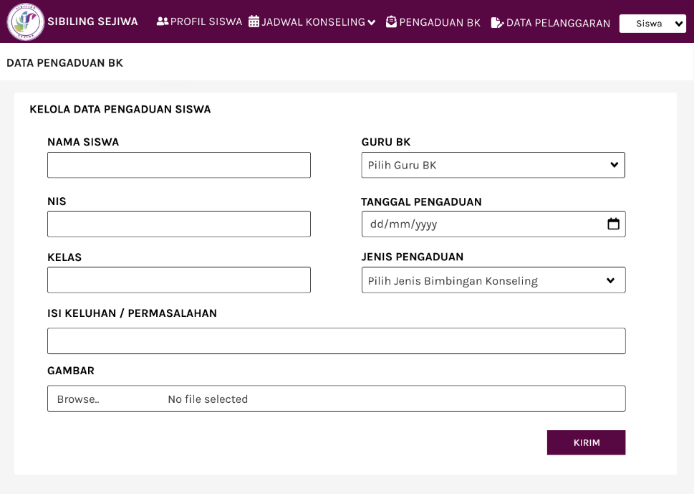 SIBILING SEJIWA PROFIL SISWA JADWAL KONSELING PENGADUAN BK DATA PELANGGARAN Siswa
DATA PENGADUAN BK
KELOLA DATA PENGADUAN SISWA
NAMA SISWA GURU BK
Pilih Guru BK
NIS TANGGAL PENGADUAN
dd/mm/yyyy
KELAS JENIS PENGADUAN
Pilih Jenis Bimbingan Konseling
ISI KELUHAN / PERMASALAHAN
GAMBAR
Browse.. No file selected
KIRIM